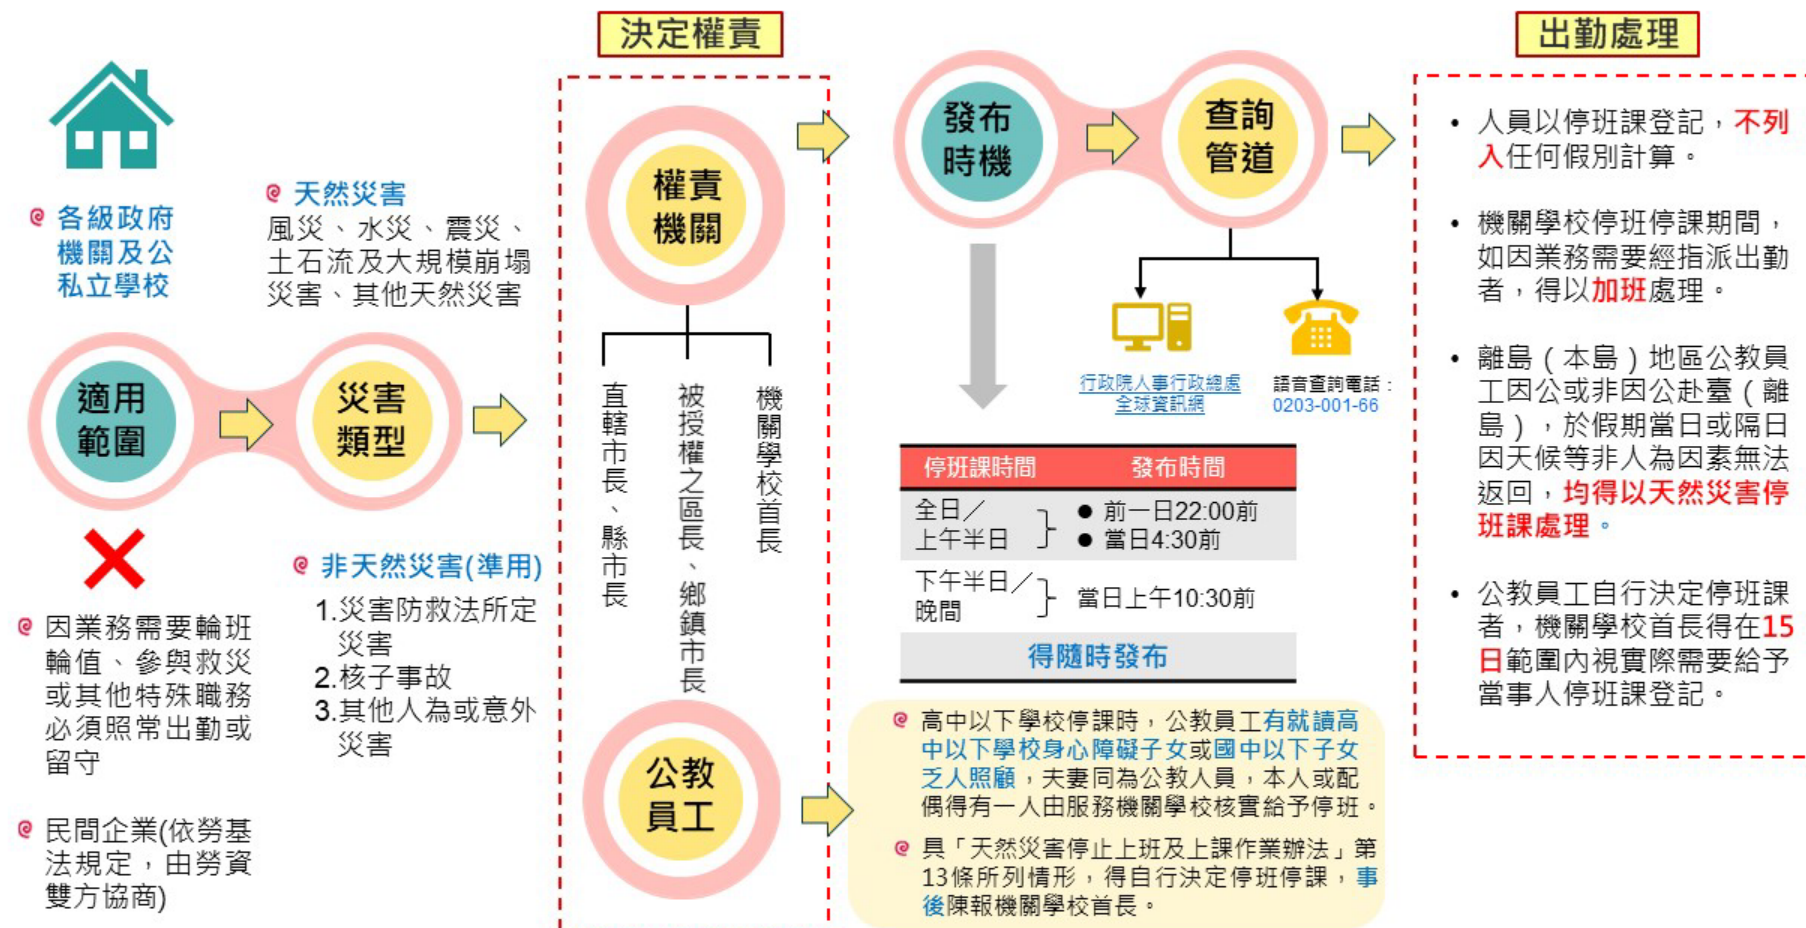 決定權責
出勤處理
各級政府
機關及公
私立學校
適用
範圍
因業務需要輪班
輪值、參與救災
或其他特殊職務
必須照常出勤或
留守
民間企業(依勞基
法規定，由勞資
雙方協商)
天然災害
風災、水災、震災、
土石流及大規模崩塌
災害、其他天然災害
災害
類型
非天然災害(準用)
1.災害防救法所定
災害
2.核子事故
3.其他人為或意外
災害
權責
機關
直轄市長、縣市長
被授權之區長、鄉鎮市長
機關學校首長
公教
員工
發布
時機
查詢
管道
行政院人事行政總處
全球資訊網
語音查詢電話：
0203-001-66
停班課時間 發布時間
全日／
上午半日
● 前一日22:00前
● 當日4:30前
下午半日／
晚間
當日上午10:30前
得隨時發布
高中以下學校停課時，公教員工有就讀高
中以下學校身心障礙子女或國中以下子女
乏人照顧，夫妻同為公教人員，本人或配
偶得有一人由服務機關學校核實給予停班。
具「天然災害停止上班及上課作業辦法」第
13條所列情形，得自行決定停班停課，事
後陳報機關學校首長。
• 人員以停班課登記，不列
入任何假別計算。
• 機關學校停班停課期間，
如因業務需要經指派出勤
者，得以加班處理。
• 離島（本島）地區公教員
工因公或非因公赴臺（離
島），於假期當日或隔日
因天候等非人為因素無法
返回，均得以天然災害停
班課處理。
• 公教員工自行決定停班課
者，機關學校首長得在15
日範圍內視實際需要給予
當事人停班課登記。